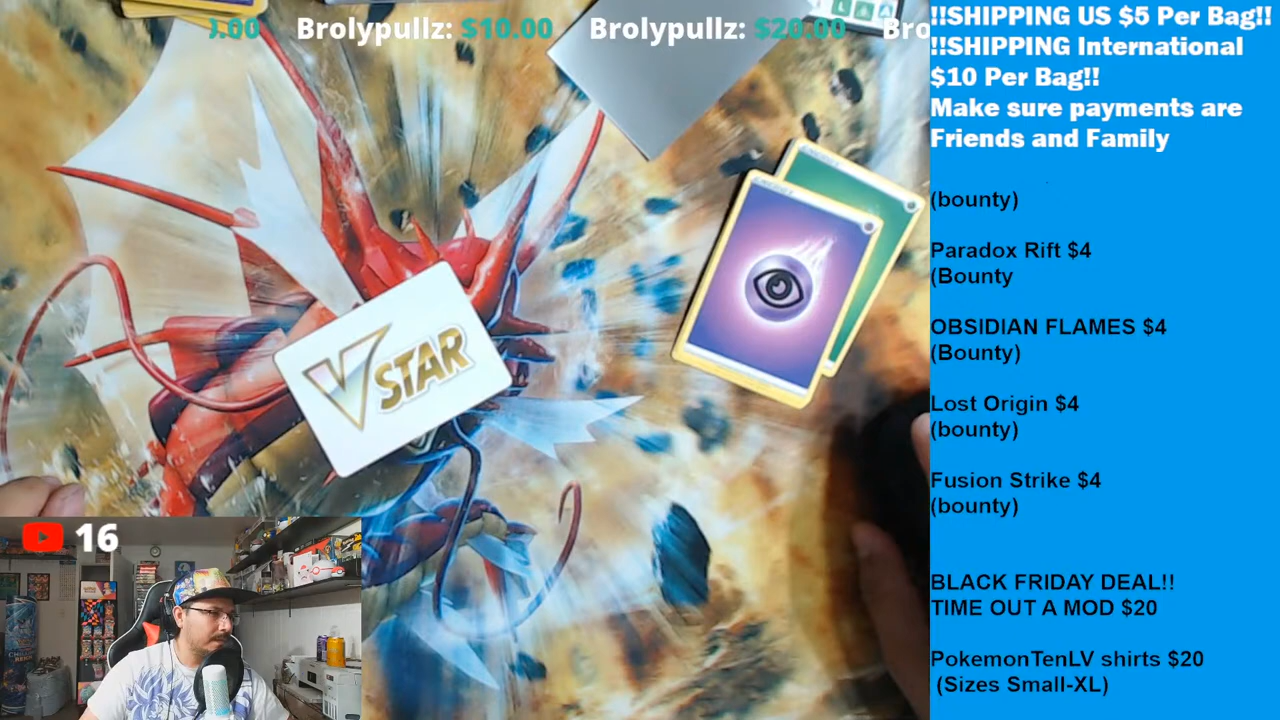 ).00 Brolypullz: $10.00 Brolypullz: $20.00 Bro
!!SHIPPING US $5 Per Bag!!
!!SHIPPING International
$10 Per Bag!!
Make sure payments are
Friends and Family
(bounty)
Paradox Rift $4
(Bounty
OBSIDIAN FLAMES $4
(Bounty)
Lost Origin $4
(bounty)
Fusion Strike $4
(bounty)
BLACK FRIDAY DEAL!!
TIME OUT A MOD $20
PokemonTenLV shirts $20
(Sizes Small-XL)
VSTAR
16